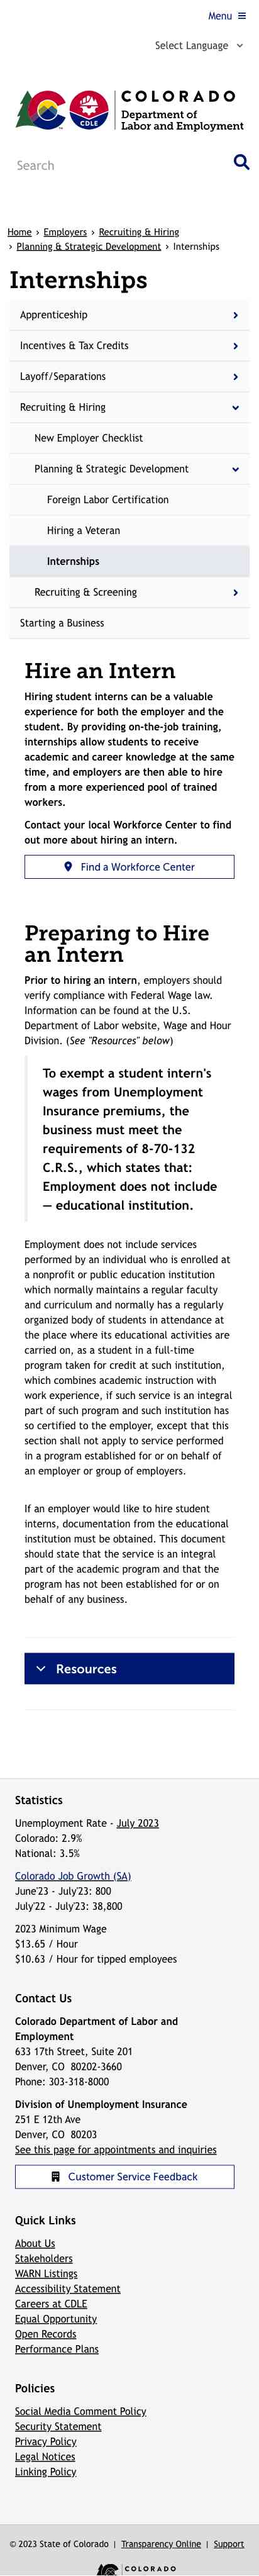 Menu
Select Language
CDLE
COLORADO
Department of
Labor and Employment
Search
Home › Employers › Recruiting & Hiring
› Planning & Strategic Development › Internships
Internships
Apprenticeship
Incentives & Tax Credits
Layoff/Separations
Recruiting & Hiring
New Employer Checklist
Planning & Strategic Development
Foreign Labor Certification
Hiring a Veteran
Internships
Recruiting & Screening
Starting a Business
Hire an Intern
Hiring student interns can be a valuable
experience for both the employer and the
student. By providing on-the-job training,
internships allow students to receive
academic and career knowledge at the same
time, and employers are then able to hire
from a more experienced pool of trained
workers.
Contact your local Workforce Center to find
out more about hiring an intern.
Find a Workforce Center
Preparing to Hire
an Intern
Prior to hiring an intern, employers should
verify compliance with Federal Wage law.
Information can be found at the U.S.
Department of Labor website, Wage and Hour
Division. (See "Resources" below)
To exempt a student intern's
wages from Unemployment
Insurance premiums, the
business must meet the
requirements of 8-70-132
C.R.S., which states that:
Employment does not include
— educational institution.
Employment does not include services
performed by an individual who is enrolled at
a nonprofit or public education institution
which normally maintains a regular faculty
and curriculum and normally has a regularly
organized body of students in attendance at
the place where its educational activities are
carried on, as a student in a full-time
program taken for credit at such institution,
which combines academic instruction with
work experience, if such service is an integral
part of such program and such institution has
so certified to the employer, except that this
section shall not apply to service performed
in a program established for or on behalf of
an employer or group of employers.
If an employer would like to hire student
interns, documentation from the educational
institution must be obtained. This document
should state that the service is an integral
part of the academic program and that the
program has not been established for or on
behalf of any business.
Resources
Statistics
Unemployment Rate - July 2023
Colorado: 2.9%
National: 3.5%
Colorado Job Growth (SA)
June'23 - July'23: 800
July'22 - July'23: 38,800
2023 Minimum Wage
$13.65 / Hour
$10.63 / Hour for tipped employees
Contact Us
Colorado Department of Labor and
Employment
633 17th Street, Suite 201
Denver, CO 80202-3660
Phone: 303-318-8000
Division of Unemployment Insurance
251 E 12th Ave
Denver, CO 80203
See this page for appointments and inquiries
Customer Service Feedback
Quick Links
About Us
Stakeholders
WARN Listings
Accessibility Statement
Careers at CDLE
Equal Opportunity
Open Records
Performance Plans
Policies
Social Media Comment Policy
Security Statement
Privacy Policy
Legal Notices
Linking Policy
© 2023 State of Colorado | Transparency Online | Support
COLORADO